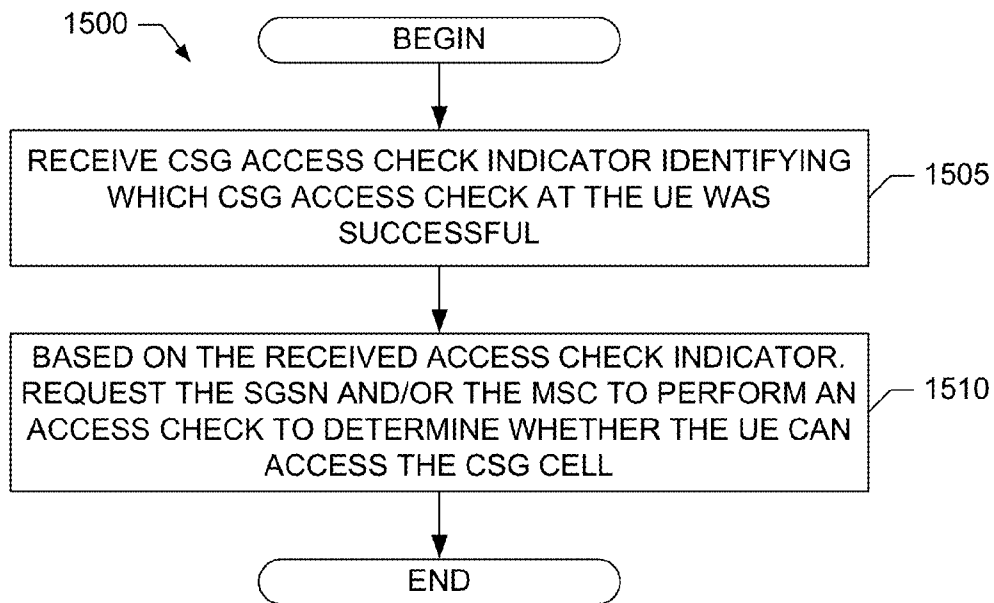 1500
BEGIN
RECEIVE CSG ACCESS CHECK INDICATOR IDENTIFYING
WHICH CSG ACCESS CHECK AT THE UE WAS
SUCCESSFUL
1505
BASED ON THE RECEIVED ACCESS CHECK INDICATOR.
REQUEST THE SGSN AND/OR THE MSC TO PERFORM AN
ACCESS CHECK TO DETERMINE WHETHER THE UE CAN
ACCESS THE CSG CELL
1510
END